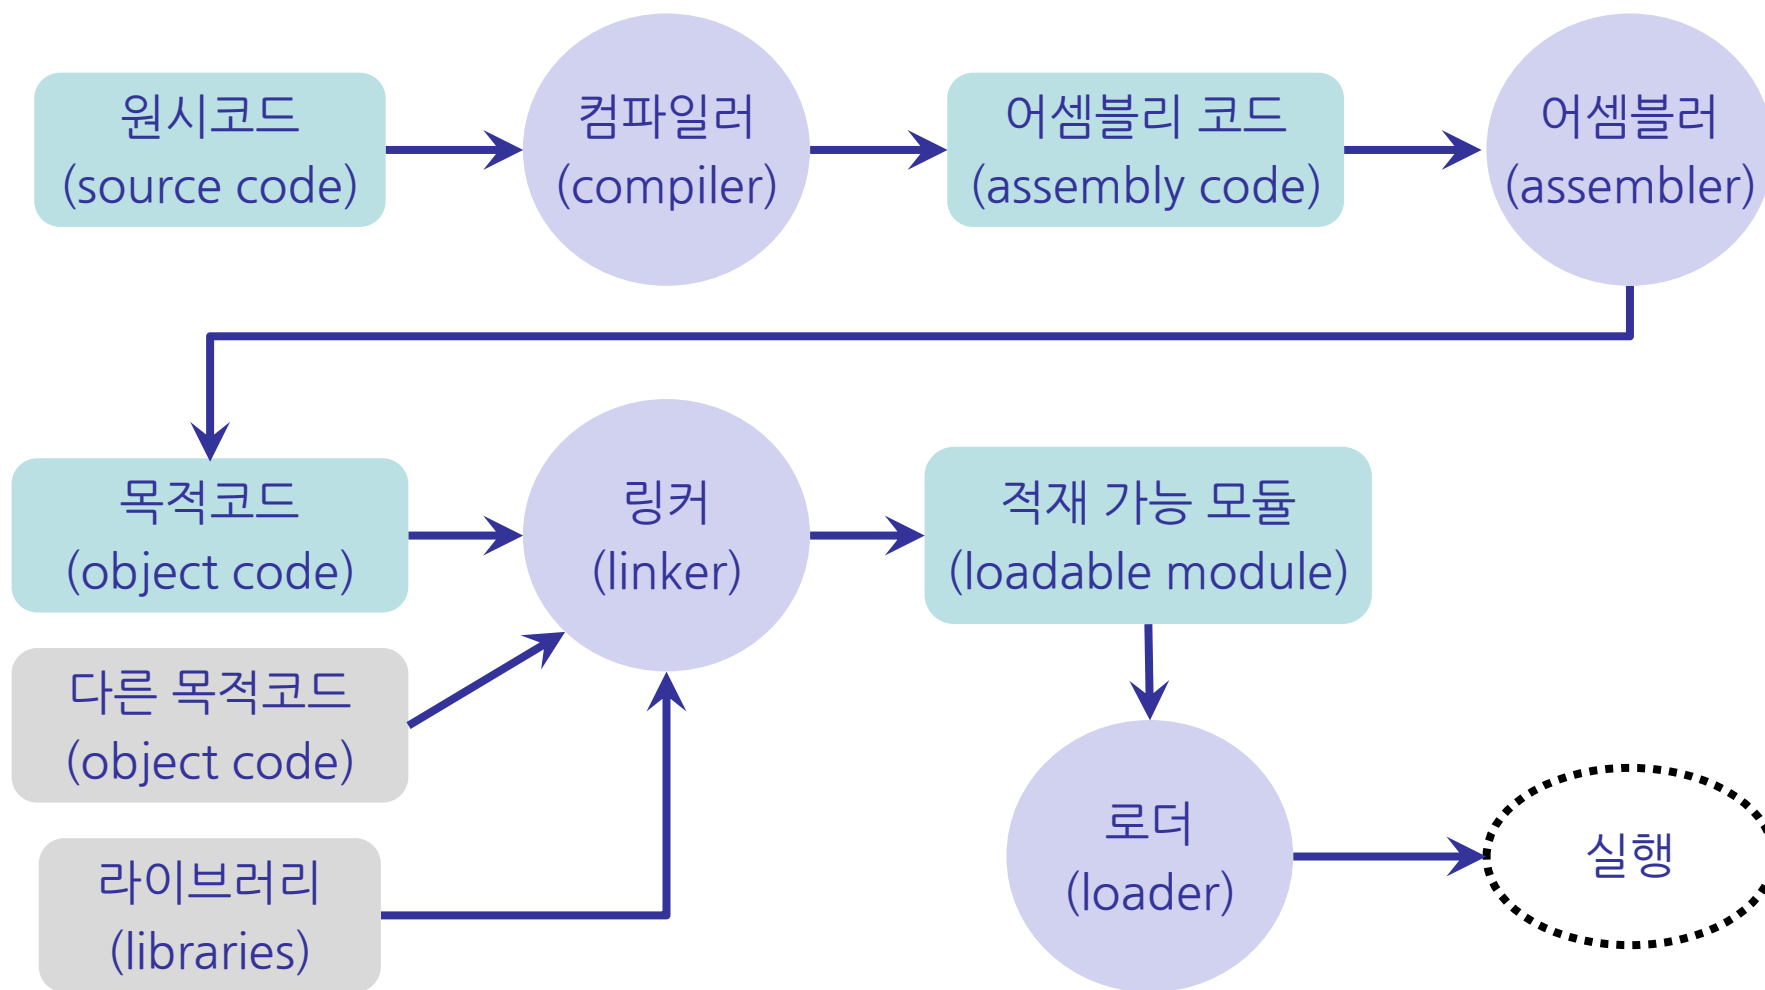 원시코드
(source code)
컴파일러
(compiler)
어셈블리 코드
(assembly code)
어셈블러
(assembler)
목적코드
(object code)
링커
(linker)
적재 가능 모듈
(loadable module)
다른 목적코드
(object code)
라이브러리
(libraries)
로더
(loader)
실행